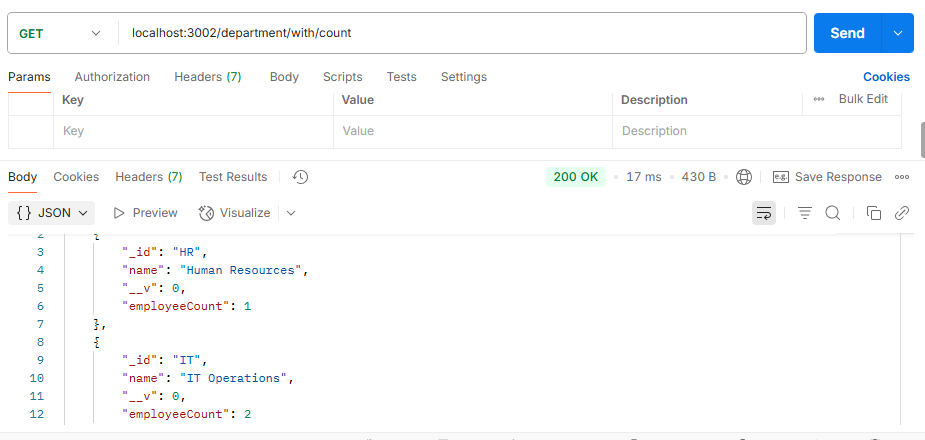 GET localhost:3002/department/with/count Send
Params Authorization Headers (7) Body Scripts Tests Settings Cookies
Key Value Description Bulk Edit
Key Value Description
Body Cookies Headers (7) Test Results 200 OK 17 ms 430 B e.g. Save Response
{} JSON Preview Visualize
2 {
3 "_id": "HR",
4 "name": "Human Resources",
5 "__v": 0,
6 "employeeCount": 1
7 },
8 {
9 "_id": "IT",
10 "name": "IT Operations",
11 "__v": 0,
12 "employeeCount": 2